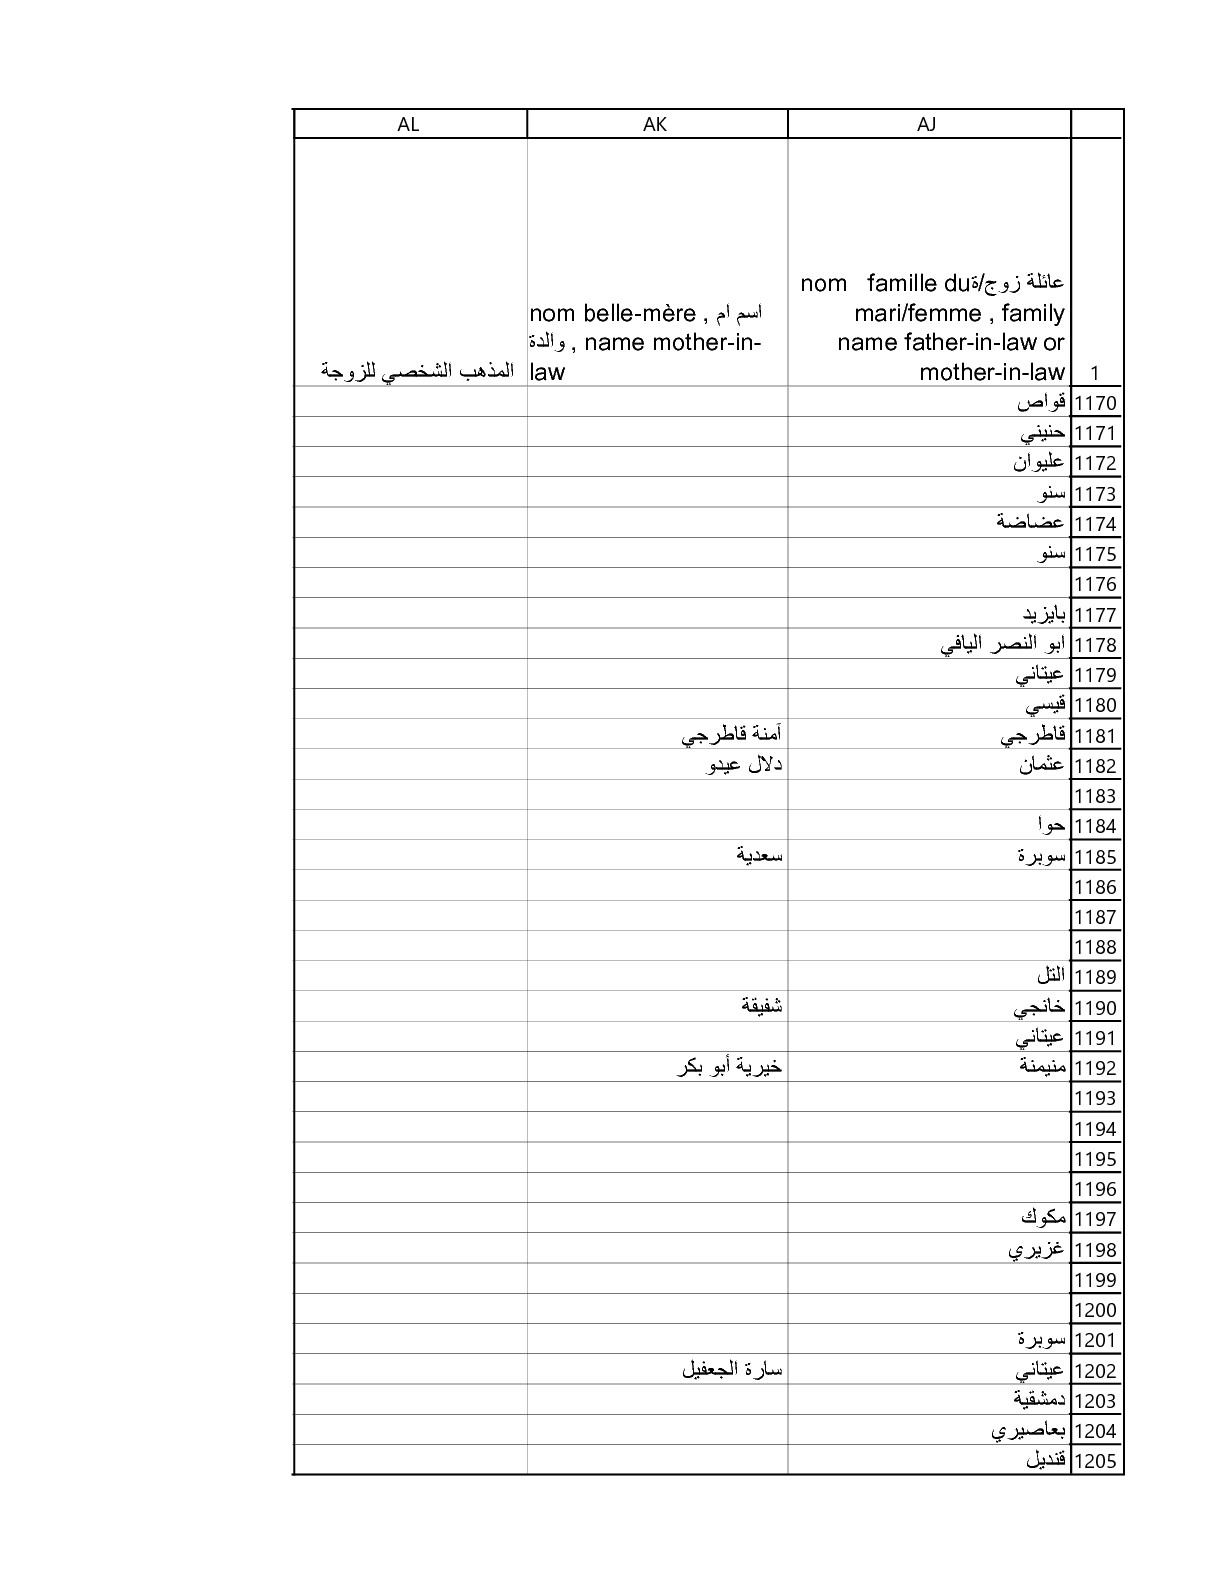 AJ AK AL
عائلة زوج/ة nom famille du
mari/femme , family
name father-in-law or
mother-in-law
nom belle-mère , اسم ام
والدة , name mother-in-
law
المذهب الشخصي للزوجة
1
1170 قواص
1171 حنيني
1172 عليوان
1173 سنو
1174 عضاضة
1175 سنو
1176
1177 بايزيد
1178 ابو النصر اليافي
1179 عيتاني
1180 قيسي
1181 قاطرجي آمنة قاطرجي
1182 عثمان دلال عيدو
1183
1184 حوا
1185 سوبرة سعدية
1186
1187
1188
1189 التل
1190 خانجي شفيقة
1191 عيتاني
1192 منيمنة خيرية أبو بكر
1193
1194
1195
1196
1197 مكوك
1198 غزيري
1199
1200
1201 سوبرة
1202 عيتاني سارة الجعفيل
1203 دمشقية
1204 بعاصيري
1205 قنديل